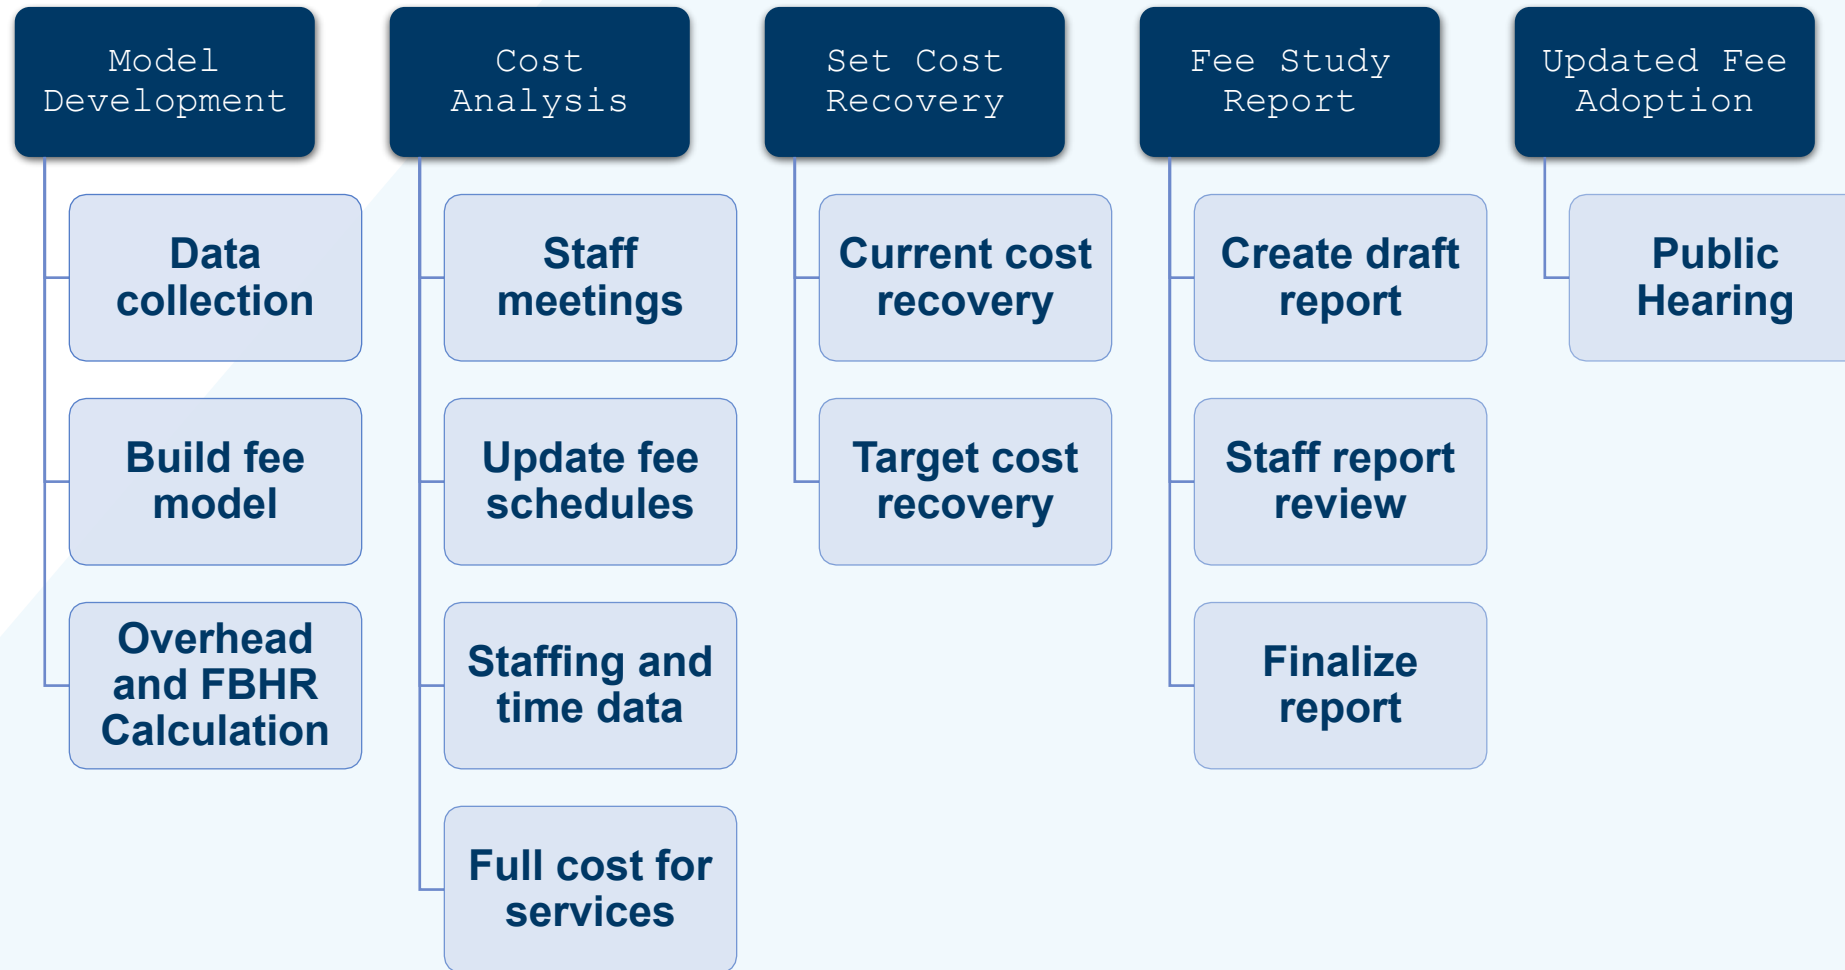 Model
Development
Data
collection
Build fee
model
Overhead
and FBHR
Calculation
Cost
Analysis
Staff
meetings
Update fee
schedules
Staffing and
time data
Full cost for
services
Set Cost
Recovery
Current cost
recovery
Target cost
recovery
Fee Study
Report
Create draft
report
Staff report
review
Finalize
report
Updated Fee
Adoption
Public
Hearing